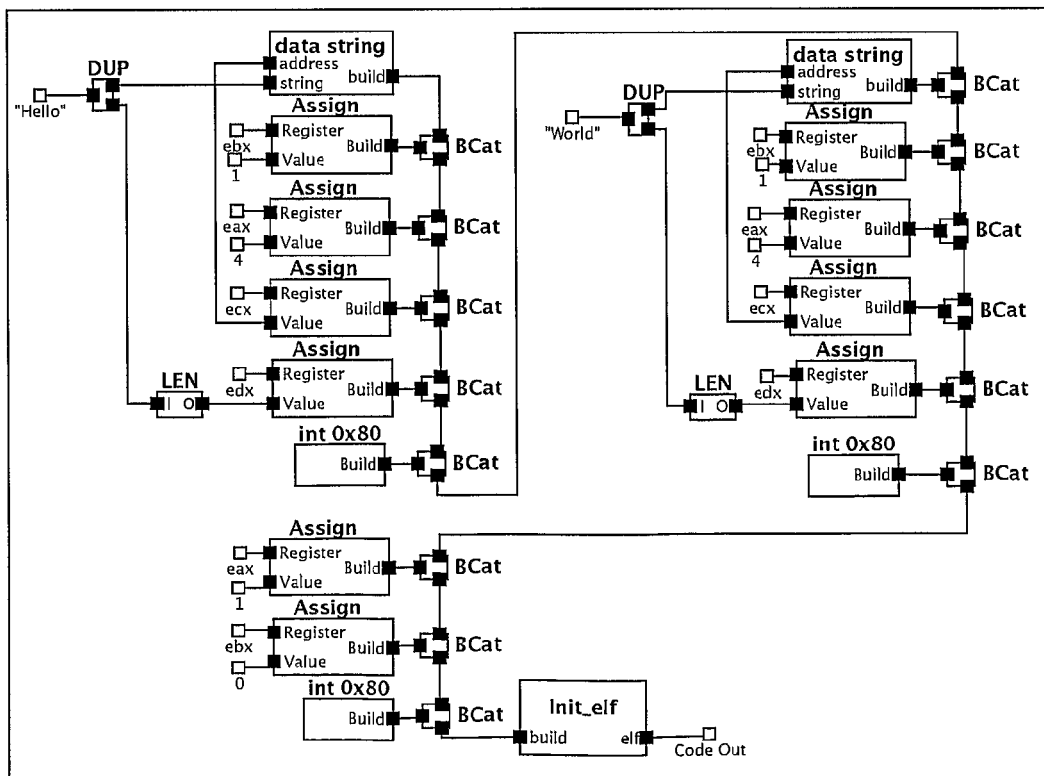 data string
address
string
build
DUP
"Hello"
Assign
Register
Value
Build
ebx
1
BCat
Assign
Register
Value
Build
eax
4
BCat
Assign
Register
Value
Build
ecx
BCat
Assign
Register
Value
Build
edx
LEN
I O
BCat
int 0x80
Build
BCat
data string
address
string
build
BCat
DUP
"World"
Assign
Register
Value
Build
ebx
1
BCat
Assign
Register
Value
Build
eax
4
BCat
Assign
Register
Value
Build
ecx
BCat
Assign
Register
Value
Build
edx
LEN
I O
BCat
int 0x80
Build
BCat
Assign
Register
Value
Build
eax
1
BCat
Assign
Register
Value
Build
ebx
0
BCat
int 0x80
Build
BCat
Init_elf
build
elf
Code Out